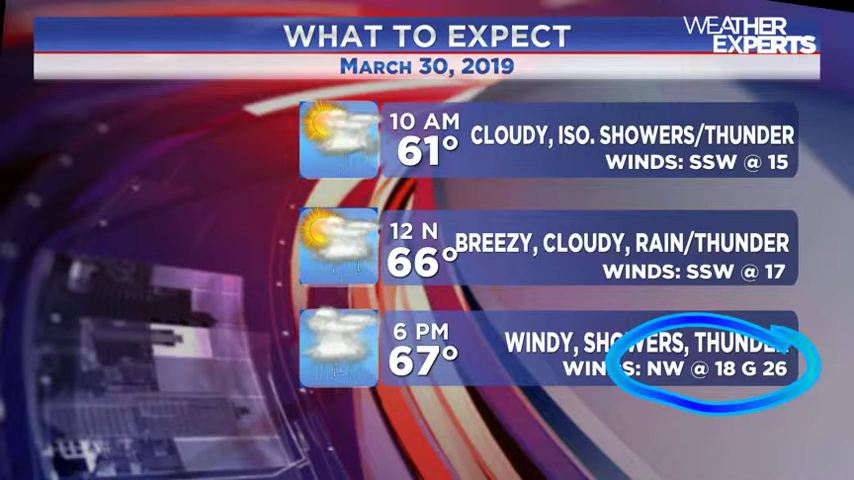 WHAT TO EXPECT
WEATHER
EXPERTS
MARCH 30, 2019
10 AM
61°
CLOUDY, ISO. SHOWERS/THUNDER
WINDS: SSW @ 15
12 N
66°
BREEZY, CLOUDY, RAIN/THUNDER
WINDS: SSW @ 17
6 PM
67°
WINDY, SHOWERS, THUNDER
WINDS: NW @ 18 G 26